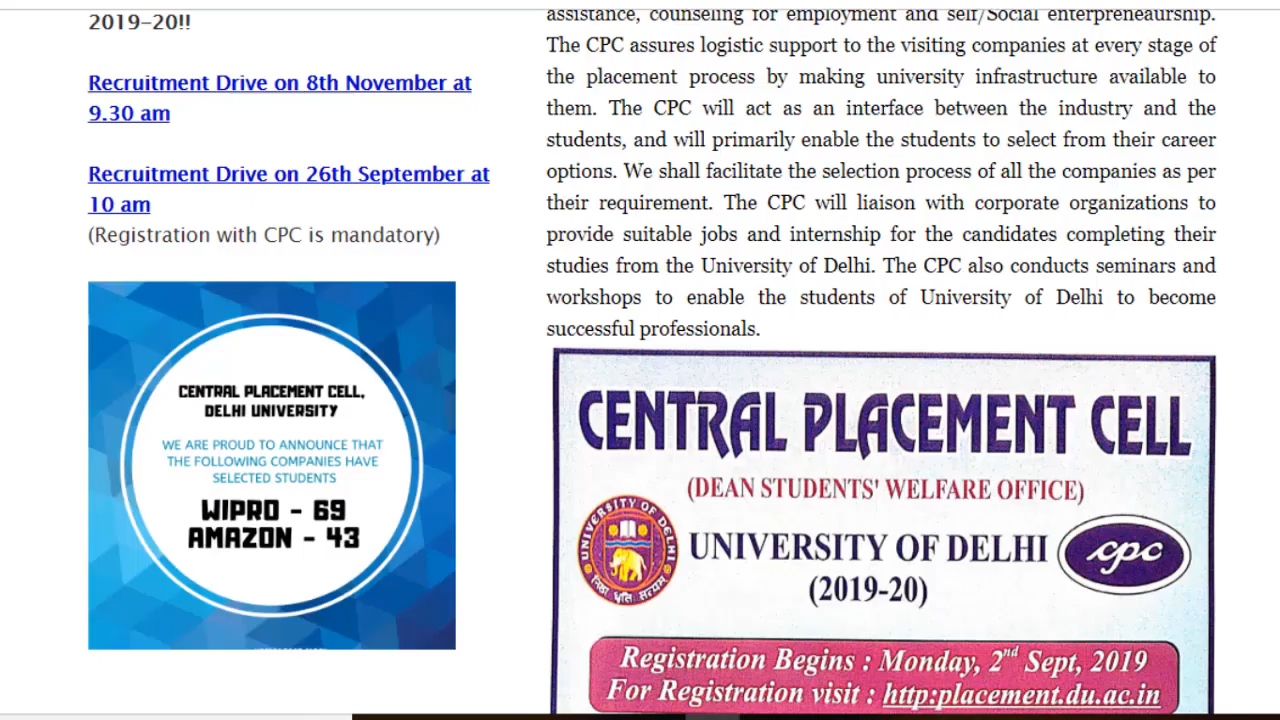 2019-20!!
Recruitment Drive on 8th November at
9.30 am
Recruitment Drive on 26th September at
10 am
(Registration with CPC is mandatory)
CENTRAL PLACEMENT CELL,
DELHI UNIVERSITY
WE ARE PROUD TO ANNOUNCE THAT
THE FOLLOWING COMPANIES HAVE
SELECTED STUDENTS
WIPRO - 69
AMAZON - 43
assistance, counseling for employment and self/Social enterpreneaurship.
The CPC assures logistic support to the visiting companies at every stage of
the placement process by making university infrastructure available to
them. The CPC will act as an interface between the industry and the
students, and will primarily enable the students to select from their career
options. We shall facilitate the selection process of all the companies as per
their requirement. The CPC will liaison with corporate organizations to
provide suitable jobs and internship for the candidates completing their
studies from the University of Delhi. The CPC also conducts seminars and
workshops to enable the students of University of Delhi to become
successful professionals.
CENTRAL PLACEMENT CELL
(DEAN STUDENTS' WELFARE OFFICE)
UNIVERSITY OF DELHI
निष्ठा धृतिः सत्यम्
UNIVERSITY OF DELHI
(2019-20)
cpc
Registration Begins : Monday, 2nd Sept, 2019
For Registration visit : http:placement.du.ac.in